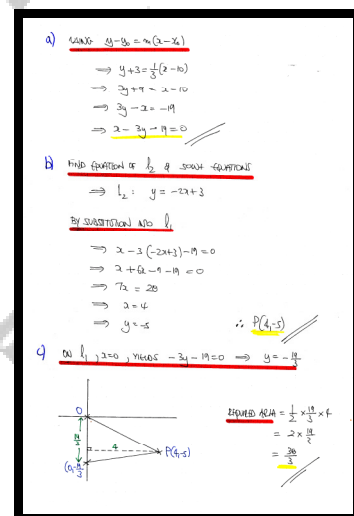 a) USING y-y₀ = m(x-x₀)
⟹ y+3 = 1/3(x-10)
⟹ 3y+9 = x-10
⟹ 3y-x = -19
⟹ x-3y-19=0
b) FIND EQUATION OF l₂ & SOLVE EQUATIONS
⟹ l₂: y = -2x+3
BY SUBSTITUTION INTO l₁
⟹ x-3(-2x+3)-19=0
⟹ x+6x-9-19=0
⟹ 7x = 28
⟹ x=4
⟹ y=-5
∴ P(4,-5)
c) ON l₁, x=0, YIELDS -3y-19=0 ⟹ y = -19/3
O
19/3
4
P(4,-5)
(0,-19/3)
REQUIRED AREA = 1/2 × 19/3 × 4
= 2 × 19/3
= 38/3